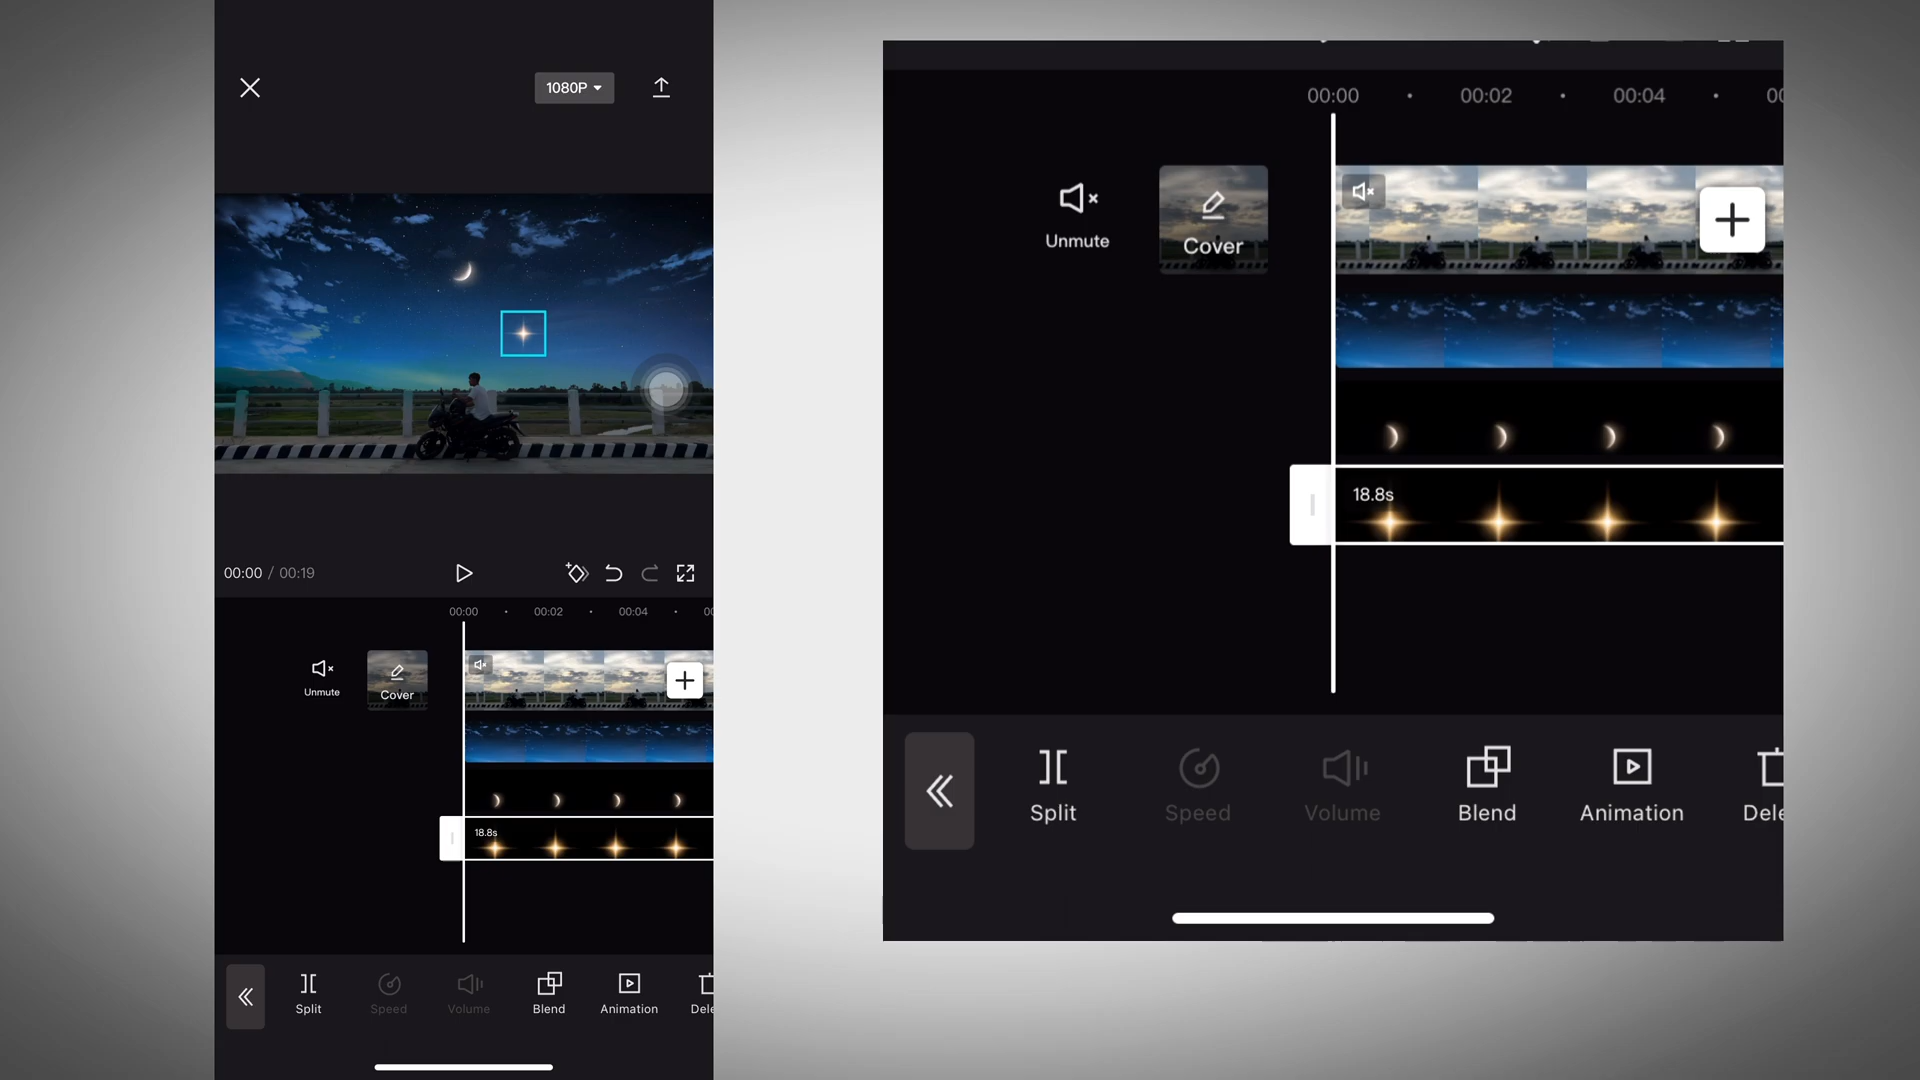 1080P
00:00 / 00:19
00:00 00:02 00:04
Unmute
Cover
18.8s
Split
Speed
Volume
Blend
Animation
Dele
00:00 00:02 00:04
Unmute
Cover
18.8s
Split
Speed
Volume
Blend
Animation
Dele